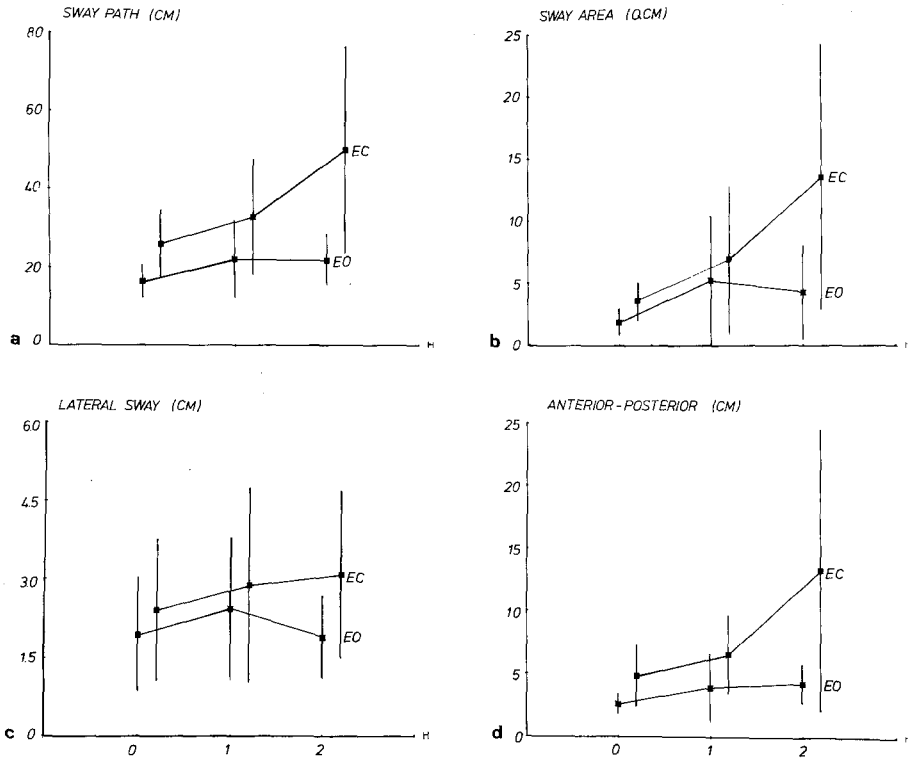 SWAY PATH (CM)
80
60
40
20
0
EC
EO
H
a
SWAY AREA (QCM)
25
20
15
10
5
0
EC
EO
b
LATERAL SWAY (CM)
6.0
4.5
3.0
1.5
0
EC
EO
0 1 2
H
c
ANTERIOR-POSTERIOR (CM)
25
20
15
10
5
0
EC
EO
0 1 2
H
d